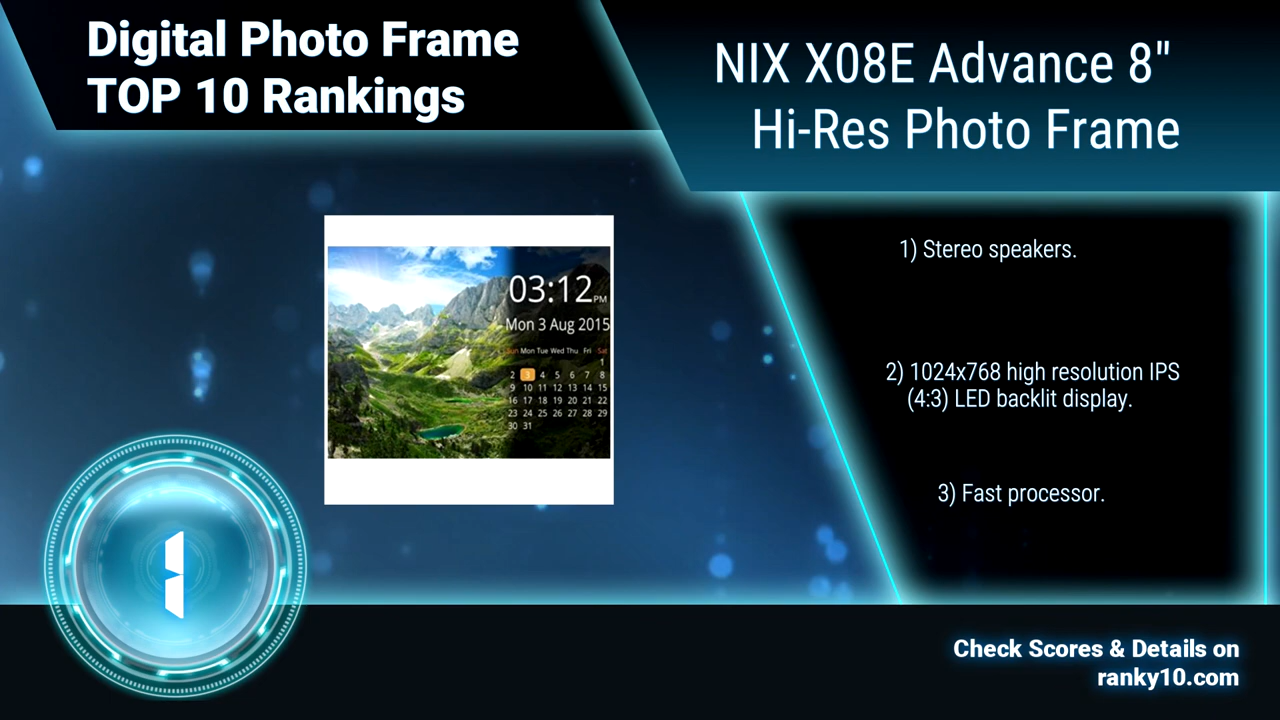 Digital Photo Frame
TOP 10 Rankings
NIX X08E Advance 8"
Hi-Res Photo Frame
03:12PM
Mon 3 Aug 2015
Sun Mon Tue Wed Thu Fri Sat
1
2 3 4 5 6 7 8
9 10 11 12 13 14 15
16 17 18 19 20 21 22
23 24 25 26 27 28 29
30 31
1) Stereo speakers.
2) 1024x768 high resolution IPS
(4:3) LED backlit display.
3) Fast processor.
1
Check Scores & Details on
ranky10.com